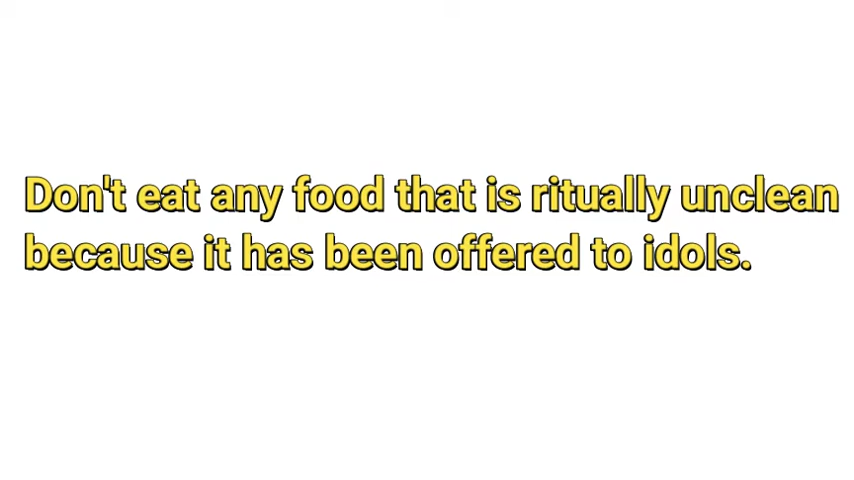 Don't eat any food that is ritually unclean
because it has been offered to idols.